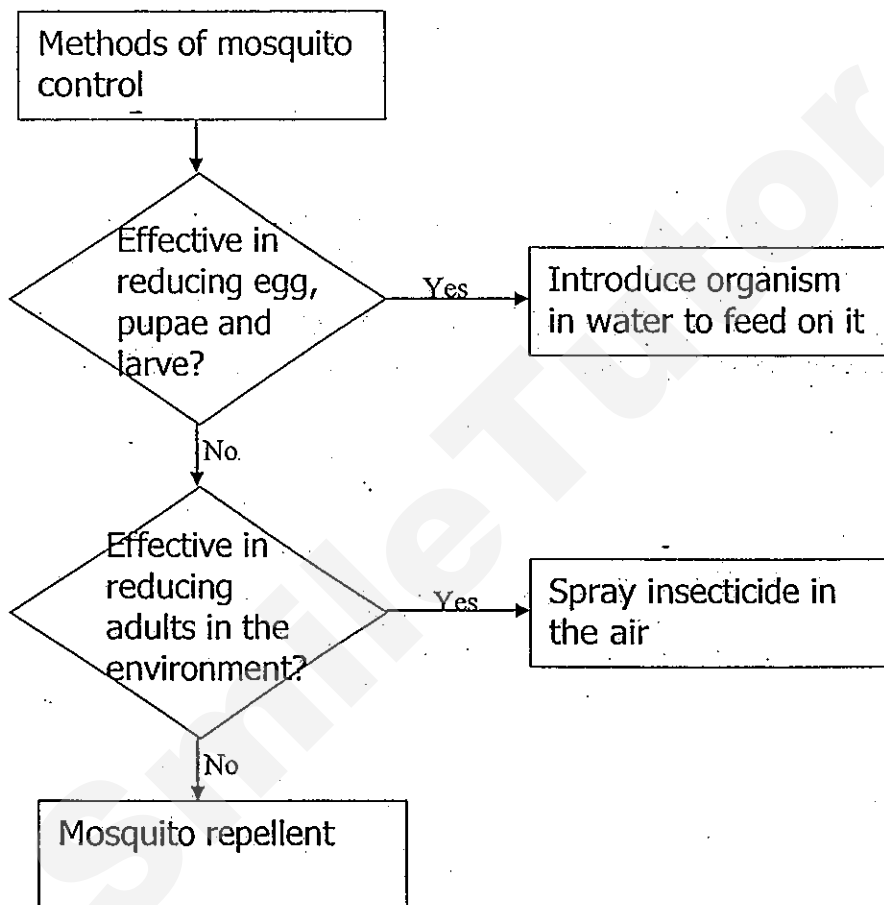 Methods of mosquito
control
Effective in
reducing egg,
pupae and
larve?
Yes
Introduce organism
in water to feed on it
No.
Effective in
reducing
adults in the
environment?
Yes
Spray insecticide in
the air
No
Mosquito repellent
SmileTutor